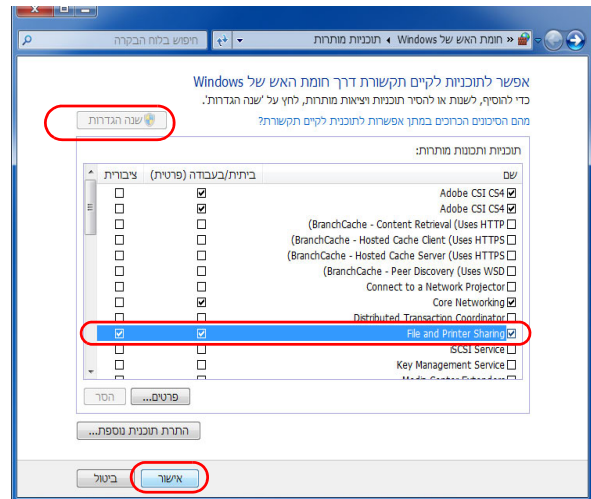 חומת האש של Windows ◂ תוכניות מותרות
חיפוש בלוח הבקרה
אפשר לתוכניות לקיים תקשורת דרך חומת האש של Windows
כדי להוסיף, לשנות או להסיר תוכניות ויציאות מותרות, לחץ על 'שנה הגדרות'.
מהם הסיכונים הכרוכים במתן אפשרות לתוכנית לקיים תקשורת?
שנה הגדרות
תוכניות ותכונות מותרות:
שם ביתית/בעבודה (פרטית) ציבורית
Adobe CSI CS4
Adobe CSI CS4
(BranchCache - Content Retrieval (Uses HTTP
(BranchCache - Hosted Cache Client (Uses HTTPS
(BranchCache - Hosted Cache Server (Uses HTTPS
(BranchCache - Peer Discovery (Uses WSD
Connect to a Network Projector
Core Networking
Distributed Transaction Coordinator
File and Printer Sharing
iSCSI Service
Key Management Service
Media Center Extenders
פרטים... הסר
התרת תוכנית נוספת...
אישור ביטול